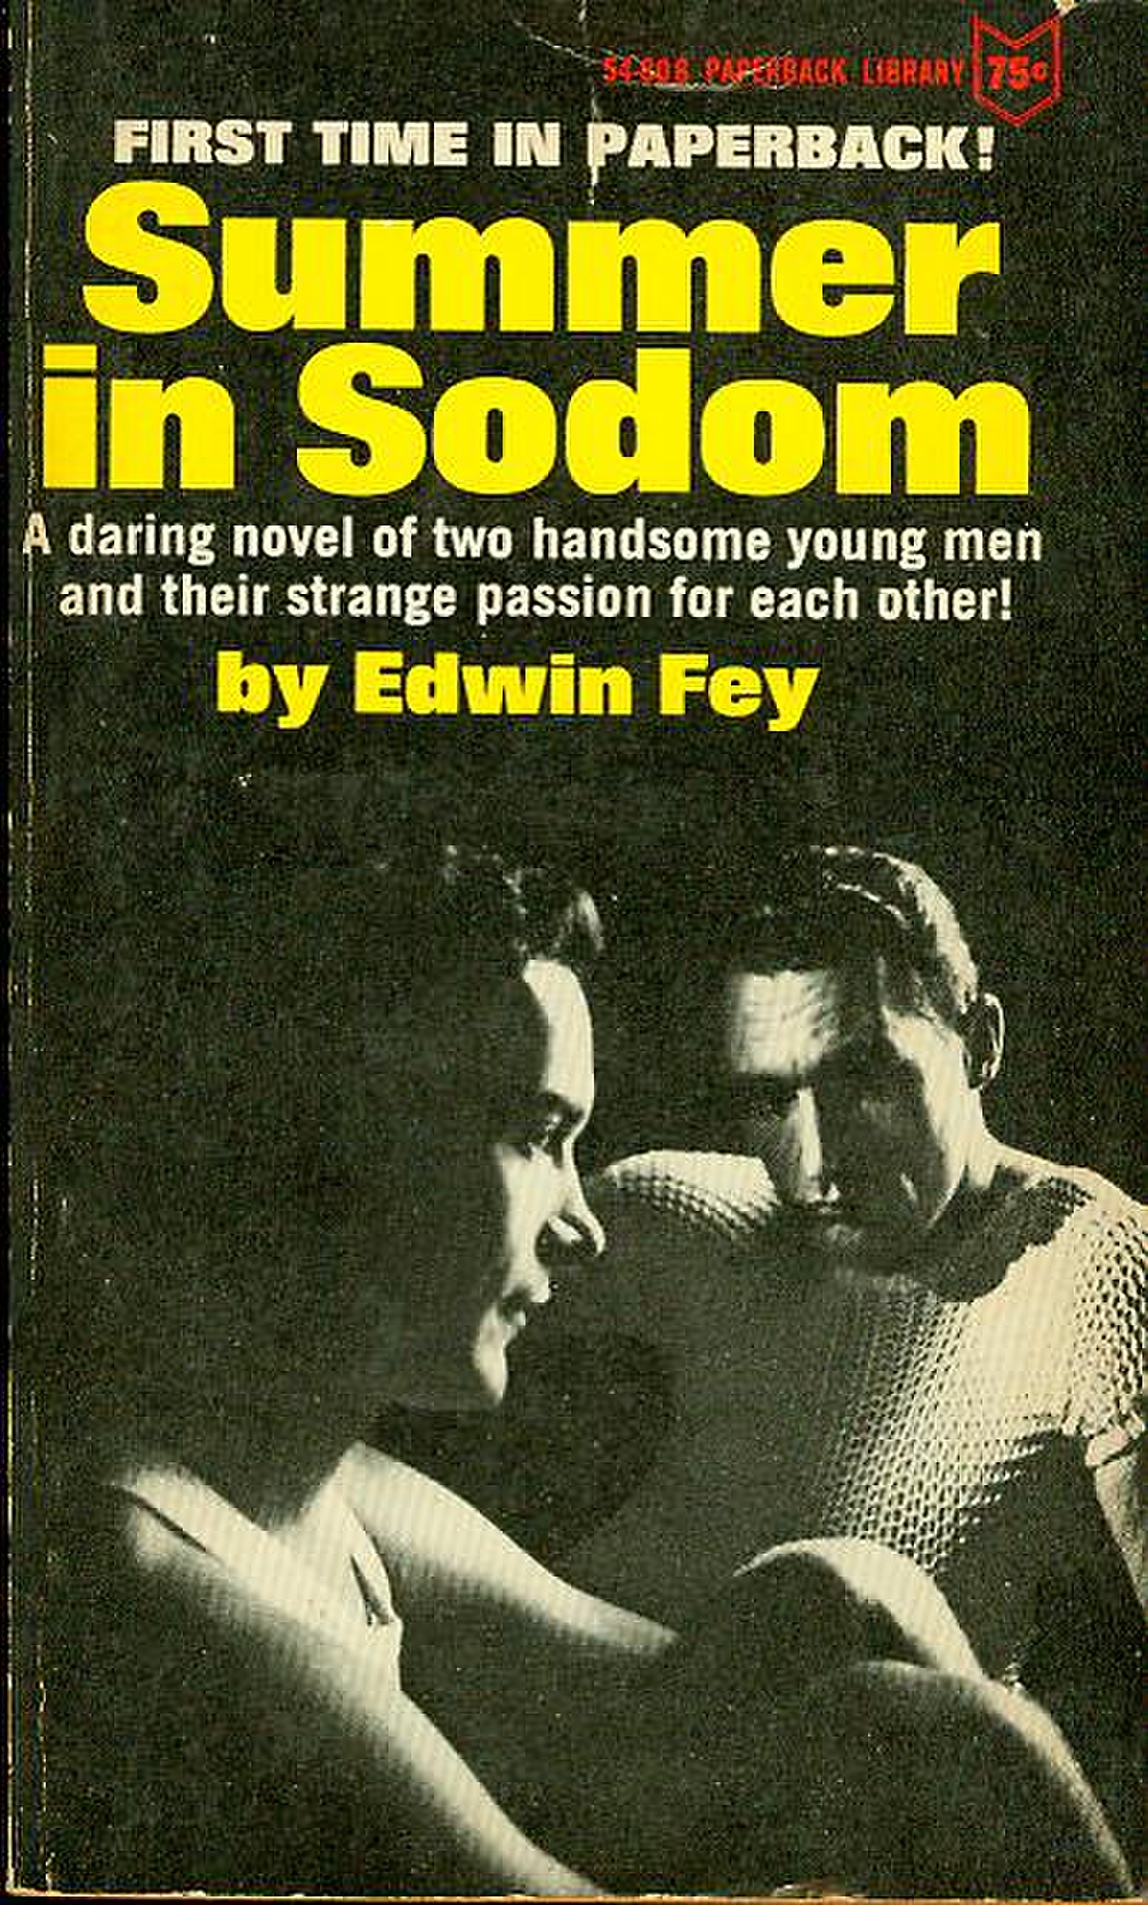 54-608 PAPERBACK LIBRARY 75¢
FIRST TIME IN PAPERBACK!
Summer
in Sodom
A daring novel of two handsome young men
and their strange passion for each other!
by Edwin Fey